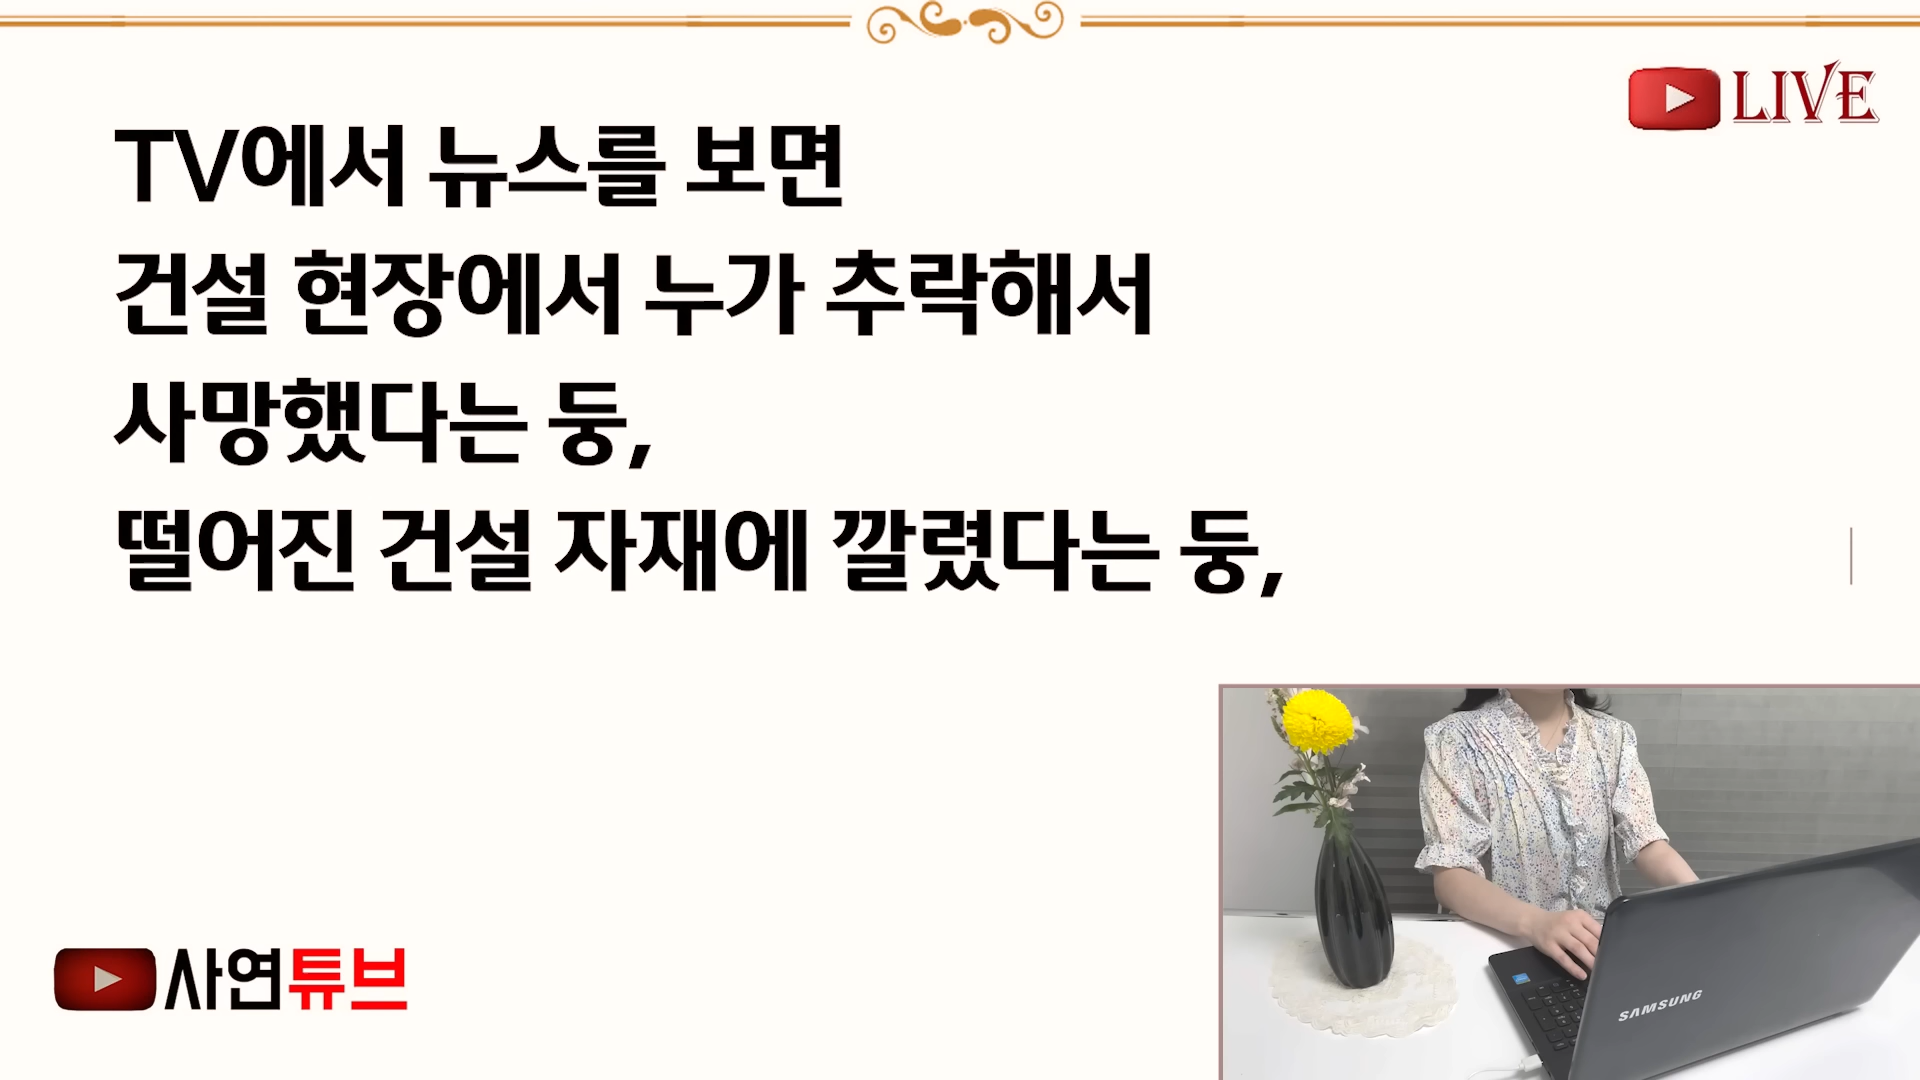 LIVE
TV에서 뉴스를 보면
건설 현장에서 누가 추락해서
사망했다는 둥,
떨어진 건설 자재에 깔렸다는 둥,
사연튜브
SAMSUNG